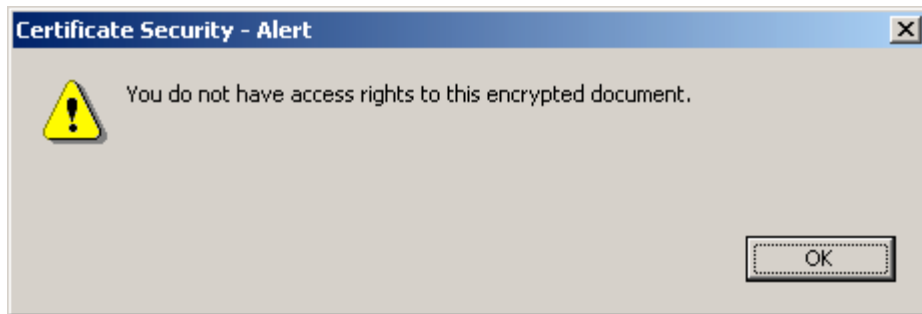 Certificate Security - Alert
You do not have access rights to this encrypted document.
OK